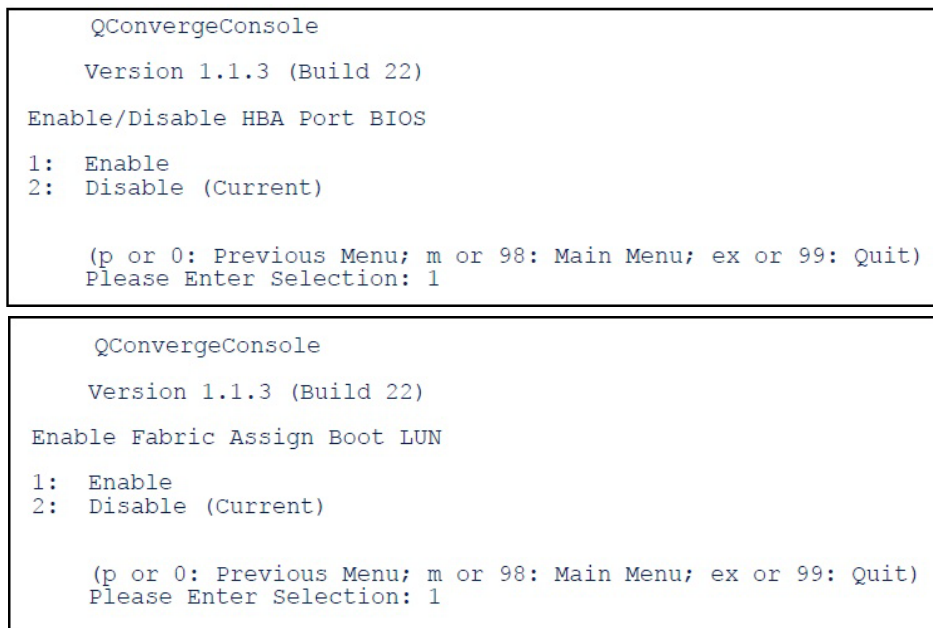 QConvergeConsole
Version 1.1.3 (Build 22)
Enable/Disable HBA Port BIOS
1: Enable
2: Disable (Current)
(p or 0: Previous Menu; m or 98: Main Menu; ex or 99: Quit)
Please Enter Selection: 1
QConvergeConsole
Version 1.1.3 (Build 22)
Enable Fabric Assign Boot LUN
1: Enable
2: Disable (Current)
(p or 0: Previous Menu; m or 98: Main Menu; ex or 99: Quit)
Please Enter Selection: 1